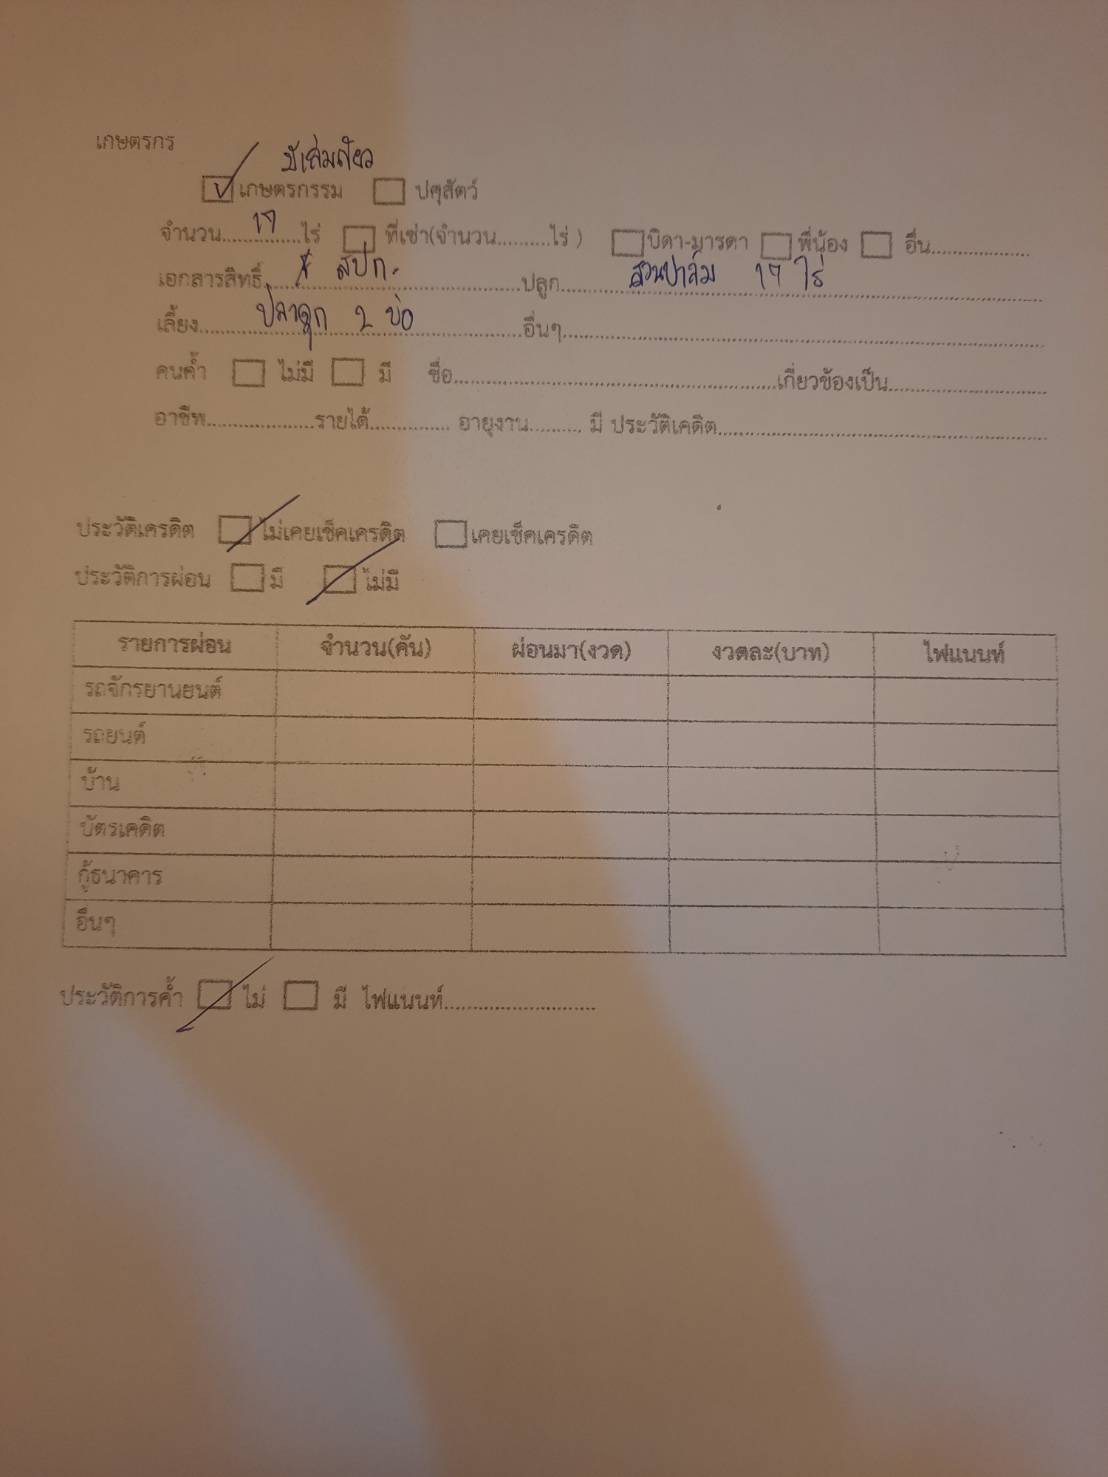 เกษตรกร
☑ เกษตรกรรม ☐ ปศุสัตว์
จำนวน....17....ไร่ ☐ ที่เช่า(จำนวน..........ไร่ ) ☐ บิดา-มารดา ☐ พี่น้อง ☐ อื่น..................
เอกสารสิทธิ์..... สปก. .....ปลูก..... สวนปาล์ม 17 ไร่
เลี้ยง..... ปลาดุก 2 บ่อ .....อื่นๆ.....
คนค้ำ ☐ ไม่มี ☐ มี ชื่อ.....เกี่ยวข้องเป็น.....
อาชีพ.....รายได้..... อายุงาน.......... มี ประวัติเคดิต.....
ประวัติเครดิต ☑ ไม่เคยเช็คเครดิต ☐ เคยเช็คเครดิต
ประวัติการผ่อน ☐ มี ☑ ไม่มี
รายการผ่อน จำนวน(คัน) ผ่อนมา(งวด) งวดละ(บาท) ไฟแนนท์
รถจักรยานยนต์
รถยนต์
บ้าน
บัตรเคดิต
กู้ธนาคาร
อื่นๆ
ประวัติการค้ำ ☑ ไม่ ☐ มี ไฟแนนท์.....